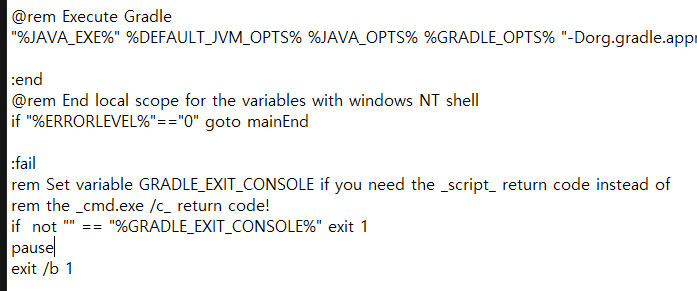 @rem Execute Gradle
"%JAVA_EXE%" %DEFAULT_JVM_OPTS% %JAVA_OPTS% %GRADLE_OPTS% "-Dorg.gradle.appn
:end
@rem End local scope for the variables with windows NT shell
if "%ERRORLEVEL%"=="0" goto mainEnd
:fail
rem Set variable GRADLE_EXIT_CONSOLE if you need the _script_ return code instead of
rem the _cmd.exe /c_ return code!
if  not "" == "%GRADLE_EXIT_CONSOLE%" exit 1
pause
exit /b 1